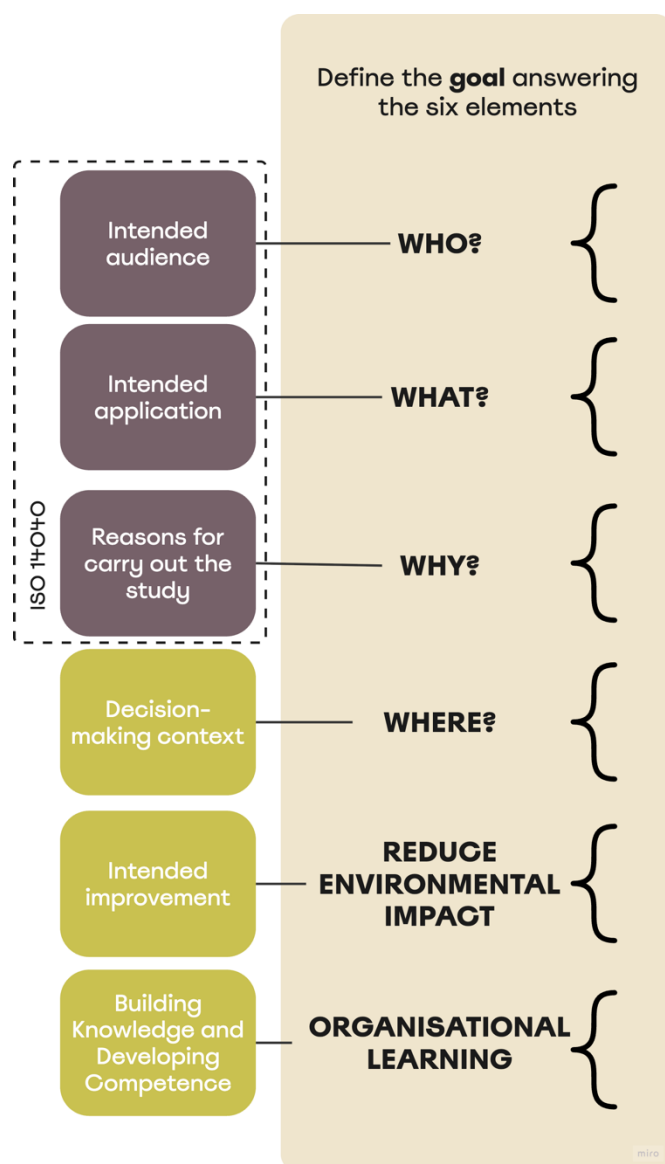 Define the goal answering
the six elements
Intended
audience
WHO?
Intended
application
WHAT?
ISO 14040
Reasons for
carry out the
study
WHY?
Decision-
making context
WHERE?
Intended
improvement
REDUCE
ENVIRONMENTAL
IMPACT
Building
Knowledge and
Developing
Competence
ORGANISATIONAL
LEARNING
miro